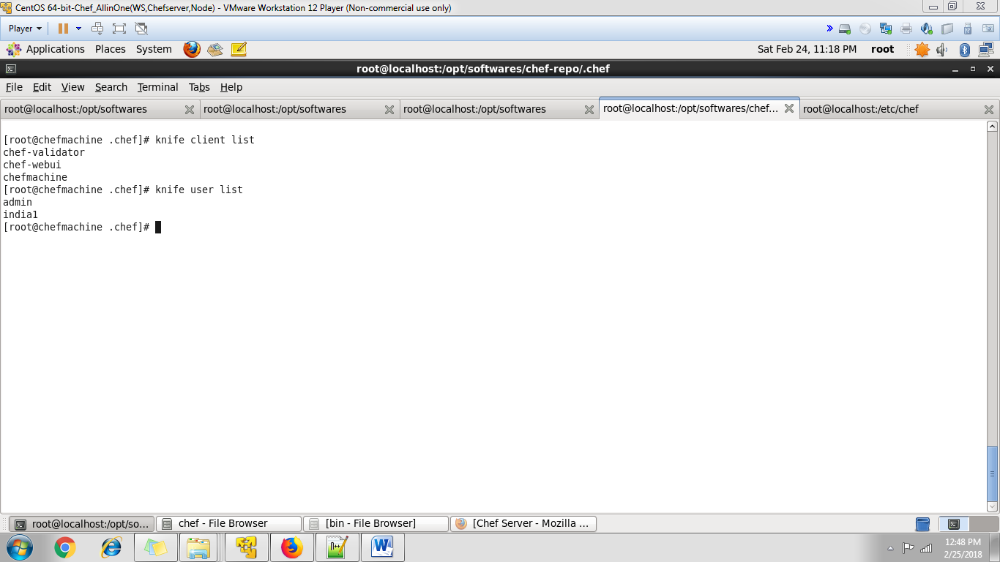 CentOS 64-bit-Chef_AllinOne(WS,Chefserver,Node) - VMware Workstation 12 Player (Non-commercial use only)
Player
Applications Places System Sat Feb 24, 11:18 PM root
root@localhost:/opt/softwares/chef-repo/.chef
File Edit View Search Terminal Tabs Help
root@localhost:/opt/softwares root@localhost:/opt/softwares root@localhost:/opt/softwares root@localhost:/opt/softwares/chef... root@localhost:/etc/chef
[root@chefmachine .chef]# knife client list
chef-validator
chef-webui
chefmachine
[root@chefmachine .chef]# knife user list
admin
india1
[root@chefmachine .chef]#
root@localhost:/opt/so... chef - File Browser [bin - File Browser] [Chef Server - Mozilla ...
12:48 PM
2/25/2018